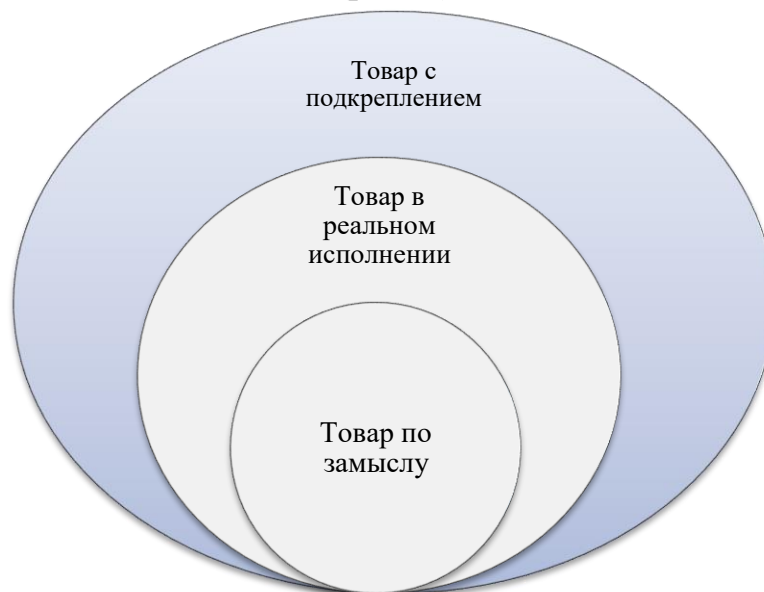 Товар с
подкреплением
Товар в
реальном
исполнении
Товар по
замыслу